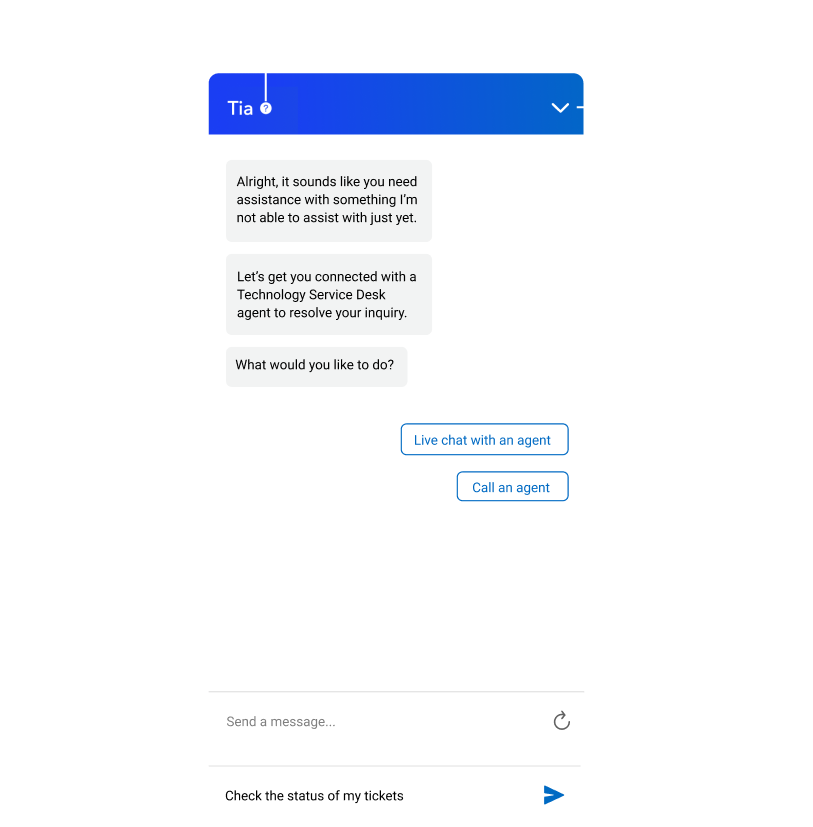 Tia ?
Alright, it sounds like you need
assistance with something I’m
not able to assist with just yet.
Let’s get you connected with a
Technology Service Desk
agent to resolve your inquiry.
What would you like to do?
Live chat with an agent
Call an agent
Send a message...
Check the status of my tickets